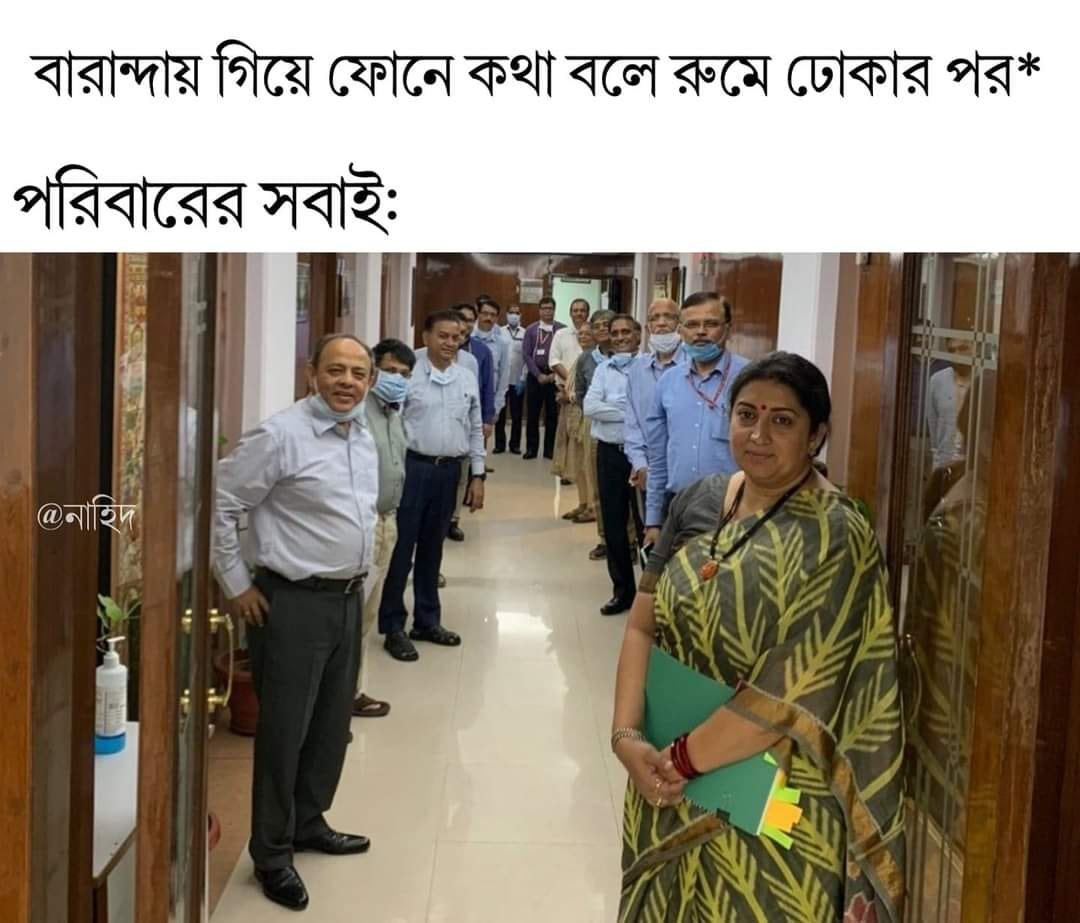 বারান্দায় গিয়ে ফোনে কথা বলে রুমে ঢোকার পর*
পরিবারের সবাই:
@নাহিদ